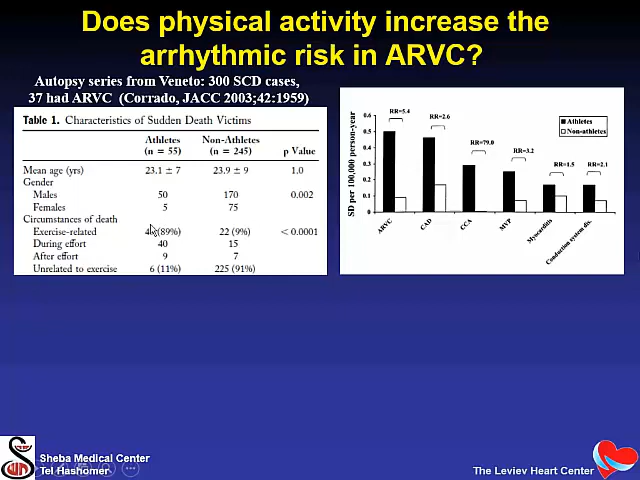 Does physical activity increase the
arrhythmic risk in ARVC?
Autopsy series from Veneto: 300 SCD cases,
37 had ARVC (Corrado, JACC 2003;42:1959)
Table 1. Characteristics of Sudden Death Victims
Athletes (n = 55) Non-Athletes (n = 245) p Value
Mean age (yrs) 23.1 ± 7 23.9 ± 9 1.0
Gender
Males 50 170 0.002
Females 5 75
Circumstances of death
Exercise-related (89%) 22 (9%) < 0.0001
During effort 40 15
After effort 9 7
Unrelated to exercise 6 (11%) 225 (91%)
SD per 100,000 person-year
0.6
0.5
0.4
0.3
0.2
0.1
0
RR=5.4
RR=2.6
RR=79.0
RR=3.2
RR=1.5
RR=2.1
Athletes
Non-athletes
ARVC
CAD
CCA
MVP
Myocarditis
Conduction system dis.
Sheba Medical Center
Tel Hashomer
The Leviev Heart Center